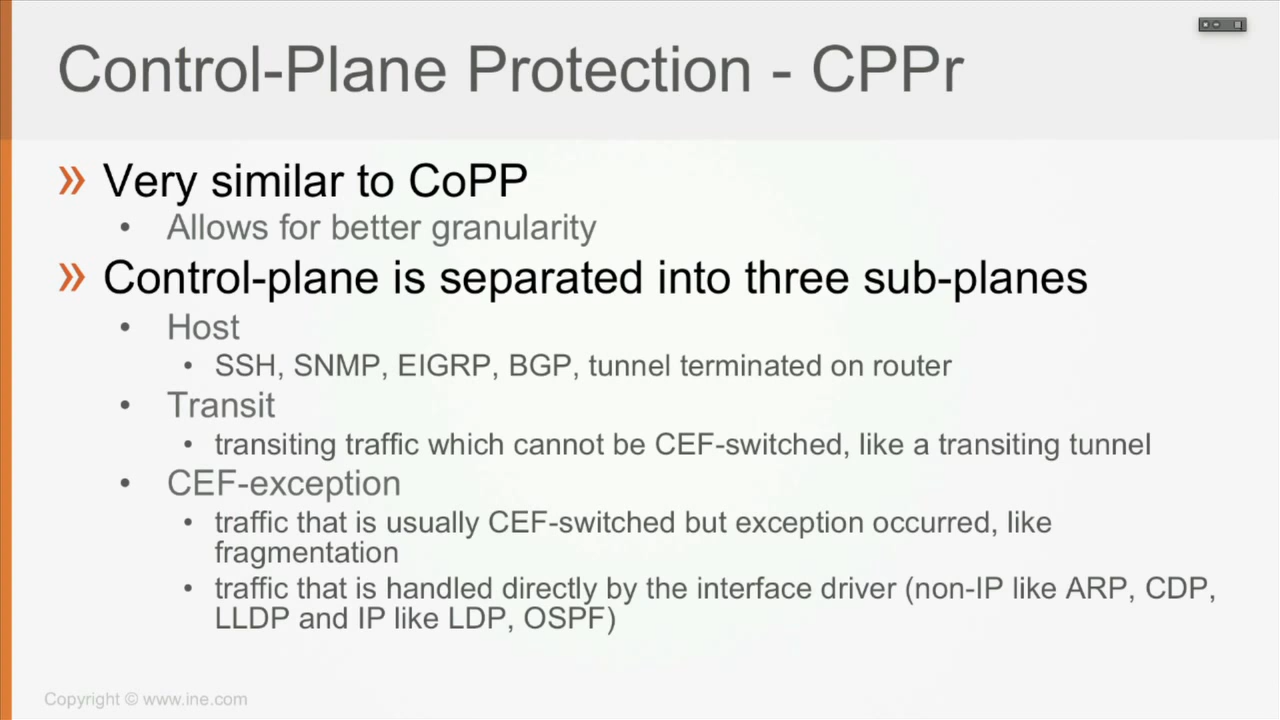 Control-Plane Protection - CPPr
» Very similar to CoPP
• Allows for better granularity
» Control-plane is separated into three sub-planes
• Host
• SSH, SNMP, EIGRP, BGP, tunnel terminated on router
• Transit
• transiting traffic which cannot be CEF-switched, like a transiting tunnel
• CEF-exception
• traffic that is usually CEF-switched but exception occurred, like
fragmentation
• traffic that is handled directly by the interface driver (non-IP like ARP, CDP,
LLDP and IP like LDP, OSPF)
Copyright © www.ine.com